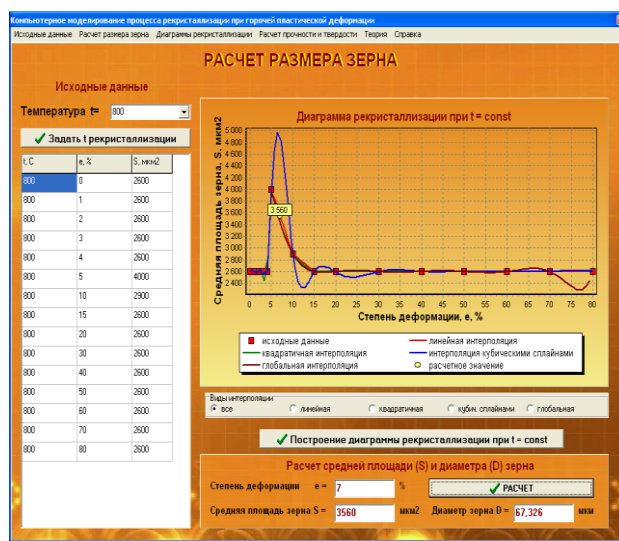 Компьютерное моделирование процесса рекристаллизации при горячей пластической деформации
Исходные данные Расчет размера зерна Диаграммы рекристаллизации Расчет прочности и твердости Теория Справка
РАСЧЕТ РАЗМЕРА ЗЕРНА
Исходные данные
Температура t= 800
Задать t рекристаллизации
t, C e, % S, мкм2
800 0 2600
800 1 2600
800 2 2600
800 3 2600
800 4 2600
800 5 4000
800 10 2900
800 15 2600
800 20 2600
800 30 2600
800 40 2600
800 50 2600
800 60 2600
800 70 2600
800 80 2600
Диаграмма рекристаллизации при t = const
Средняя площадь зерна, S, мкм2
5 000
4 800
4 600
4 400
4 200
4 000
3 800
3 600
3 400
3 200
3 000
2 800
2 600
2 400
3 560
0 5 10 15 20 25 30 35 40 45 50 55 60 65 70 75 80
Степень деформации, e, %
исходные данные линейная интерполяция
квадратичная интерполяция интерполяция кубическими сплайнами
глобальная интерполяция расчетное значение
Виды интерполяции
все линейная квадратичная кубич. сплайнами глобальная
Построение диаграммы рекристаллизации при t = const
Расчет средней площади (S) и диаметра (D) зерна
Степень деформации e = 7 % РАСЧЕТ
Средняя площадь зерна S = 3560 мкм2 Диаметр зерна D = 67,326 мкм